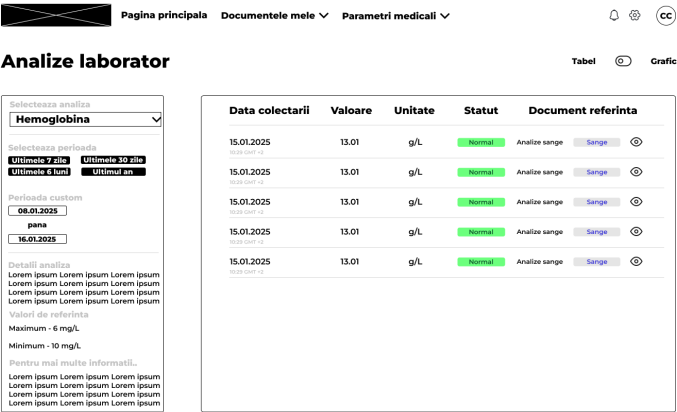 Pagina principala Documentele mele Parametri medicali CC
Analize laborator
Tabel Grafic
Selecteaza analiza
Hemoglobina
Selecteaza perioada
Ultimele 7 zile Ultimele 30 zile
Ultimele 6 luni Ultimul an
Perioada custom
08.01.2025
pana
16.01.2025
Detalii analiza
Lorem ipsum Lorem ipsum Lorem ipsum
Lorem ipsum Lorem ipsum Lorem ipsum
Lorem ipsum Lorem ipsum Lorem ipsum
Lorem ipsum Lorem ipsum Lorem ipsum
Valori de referinta
Maximum - 6 mg/L
Minimum - 10 mg/L
Pentru mai multe informatii..
Lorem ipsum Lorem ipsum Lorem ipsum
Lorem ipsum Lorem ipsum Lorem ipsum
Lorem ipsum Lorem ipsum Lorem ipsum
Lorem ipsum Lorem ipsum Lorem ipsum
Data colectarii Valoare Unitate Statut Document referinta
15.01.2025 13.01 g/L Normal Analize sange Sange
10:29 GMT +2
15.01.2025 13.01 g/L Normal Analize sange Sange
10:29 GMT +2
15.01.2025 13.01 g/L Normal Analize sange Sange
10:29 GMT +2
15.01.2025 13.01 g/L Normal Analize sange Sange
10:29 GMT +2
15.01.2025 13.01 g/L Normal Analize sange Sange
10:29 GMT +2